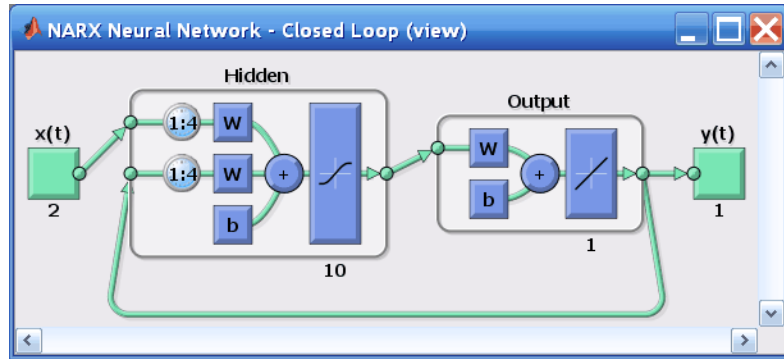 NARX Neural Network - Closed Loop (view)
Hidden
Output
x(t)
y(t)
1:4
W
1:4
W
b
+
W
b
+
2
10
1
1